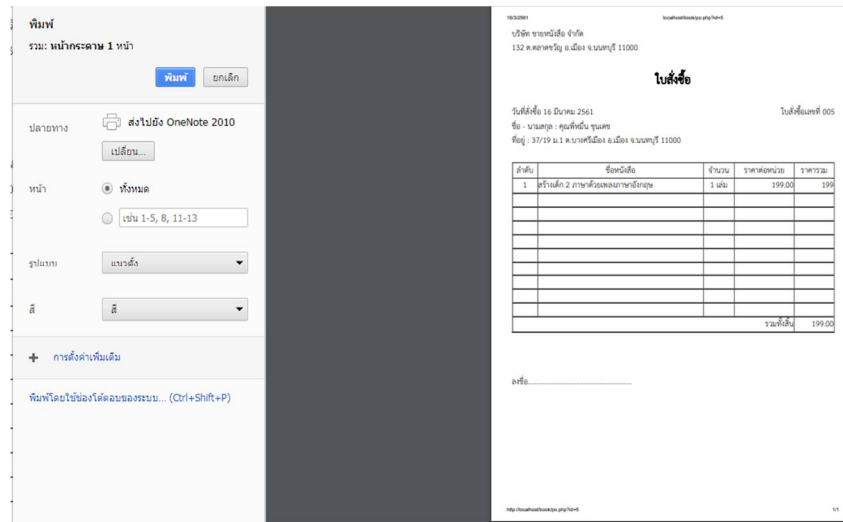 พิมพ์
รวม: หน้ากระดาษ 1 หน้า
พิมพ์ ยกเลิก
ปลายทาง ส่งไปยัง OneNote 2010
เปลี่ยน...
หน้า ทั้งหมด
เช่น 1-5, 8, 11-13
รูปแบบ แนวตั้ง
สี สี
+ การตั้งค่าเพิ่มเติม
พิมพ์โดยใช้ช่องโต้ตอบของระบบ... (Ctrl+Shift+P)
16/3/2561 localhost/book/po.php?id=5
บริษัท ขายหนังสือ จำกัด
132 ต.ตลาดขวัญ อ.เมือง จ.นนทบุรี 11000
ใบสั่งซื้อ
วันที่สั่งซื้อ 16 มีนาคม 2561 ใบสั่งซื้อเลขที่ 005
ชื่อ - นามสกุล : คุณพี่หมื่น ขุนเดช
ที่อยู่ : 37/19 ม.1 ต.บางศรีเมือง อ.เมือง จ.นนทบุรี 11000
ลำดับ ชื่อหนังสือ จำนวน ราคาต่อหน่วย ราคารวม
1 สร้างเด็ก 2 ภาษาด้วยเพลงภาษาอังกฤษ 1 เล่ม 199.00 199
รวมทั้งสิ้น 199.00
ลงชื่อ........................................
http://localhost/book/po.php?id=5 1/1